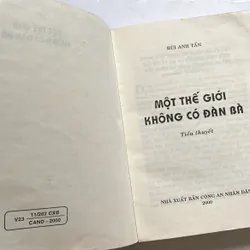 V23 - 11/263 CXB
CAND - 2000
BÙI ANH TẤN
MỘT THẾ GIỚI
KHÔNG CÓ ĐÀN BÀ
Tiểu thuyết
NHÀ XUẤT BẢN CÔNG AN NHÂN DÂN
2000